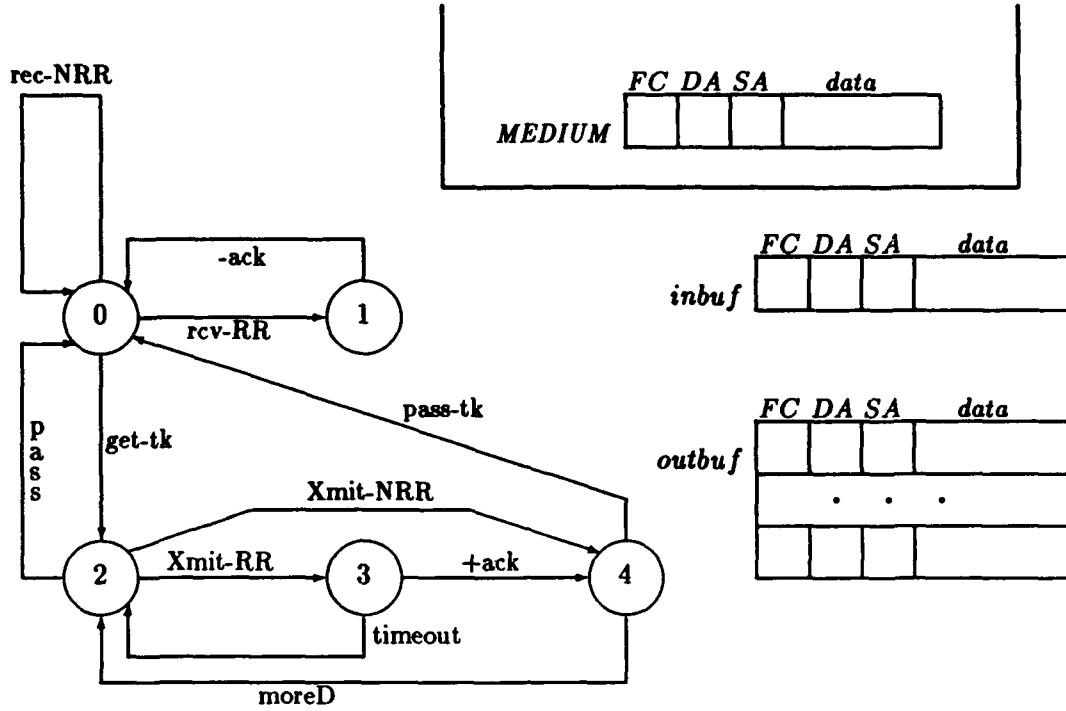 rec-NRR
FC DA SA data
MEDIUM
-ack
0
1
rcv-RR
FC DA SA data
inbuf
pass-tk
pass
get-tk
FC DA SA data
outbuf
. . .
Xmit-NRR
2
Xmit-RR
3
+ack
4
timeout
moreD